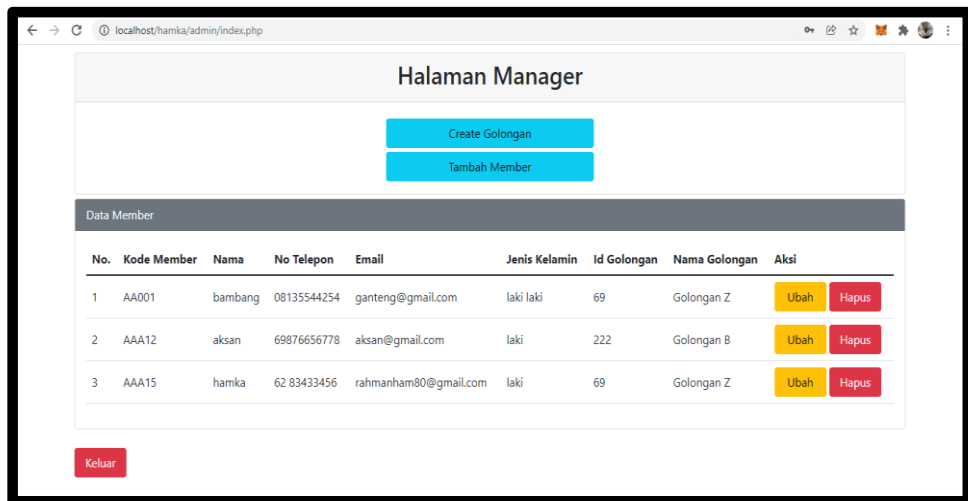 localhost/hamka/admin/index.php
Halaman Manager
Create Golongan
Tambah Member
Data Member
No. Kode Member Nama No Telepon Email Jenis Kelamin Id Golongan Nama Golongan Aksi
1 AA001 bambang 08135544254 ganteng@gmail.com laki laki 69 Golongan Z Ubah Hapus
2 AAA12 aksan 69876656778 aksan@gmail.com laki 222 Golongan B Ubah Hapus
3 AAA15 hamka 62 83433456 rahmanham80@gmail.com laki 69 Golongan Z Ubah Hapus
Keluar